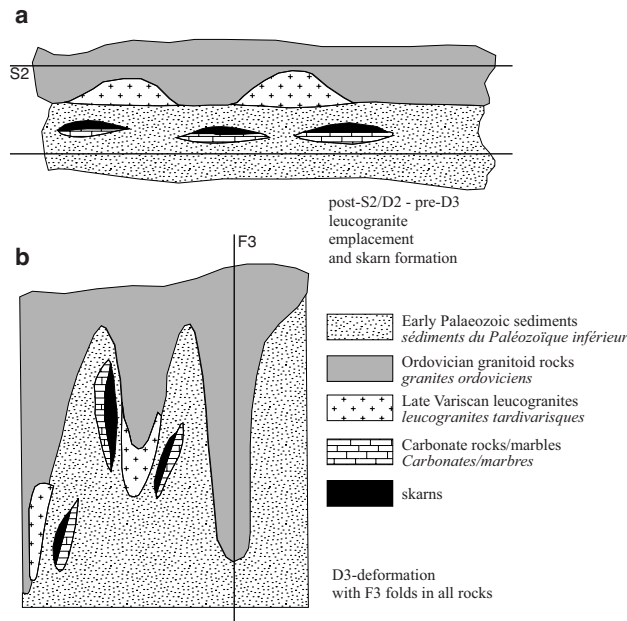 a
S2
post-S2/D2 - pre-D3
leucogranite
emplacement
and skarn formation
F3
b
Early Palaeozoic sediments
sédiments du Paléozoïque inférieur
Ordovician granitoid rocks
granites ordoviciens
Late Variscan leucogranites
leucogranites tardivarisques
Carbonate rocks/marbles
Carbonates/marbres
skarns
D3-deformation
with F3 folds in all rocks